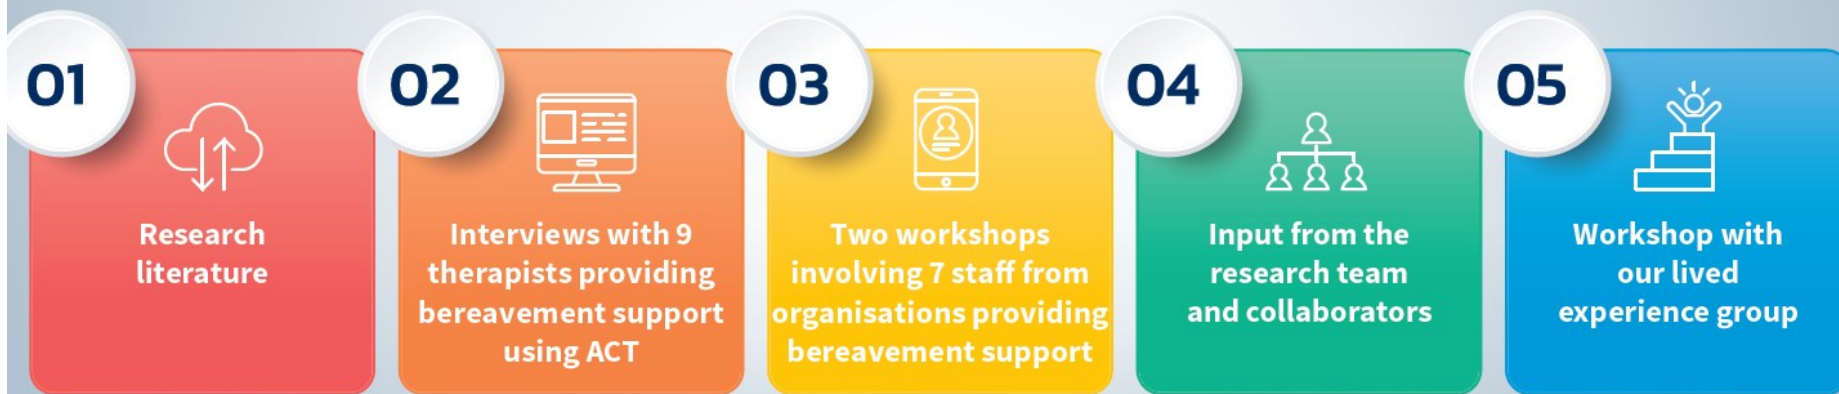 01
Research
literature
02
Interviews with 9
therapists providing
bereavement support
using ACT
03
Two workshops
involving 7 staff from
organisations providing
bereavement support
04
Input from the
research team
and collaborators
05
Workshop with
our lived
experience group